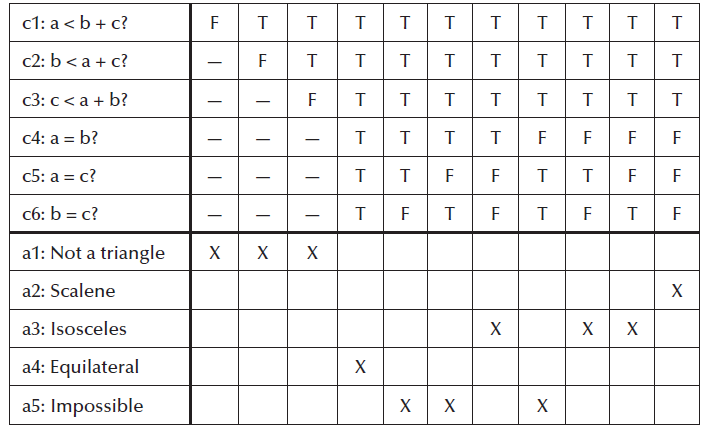 c1: a < b + c? F T T T T T T T T T T
c2: b < a + c? — F T T T T T T T T T
c3: c < a + b? — — F T T T T T T T T
c4: a = b? — — — T T T T F F F F
c5: a = c? — — — T T F F T T F F
c6: b = c? — — — T F T F T F T F
a1: Not a triangle X X X
a2: Scalene X
a3: Isosceles X X X
a4: Equilateral X
a5: Impossible X X X